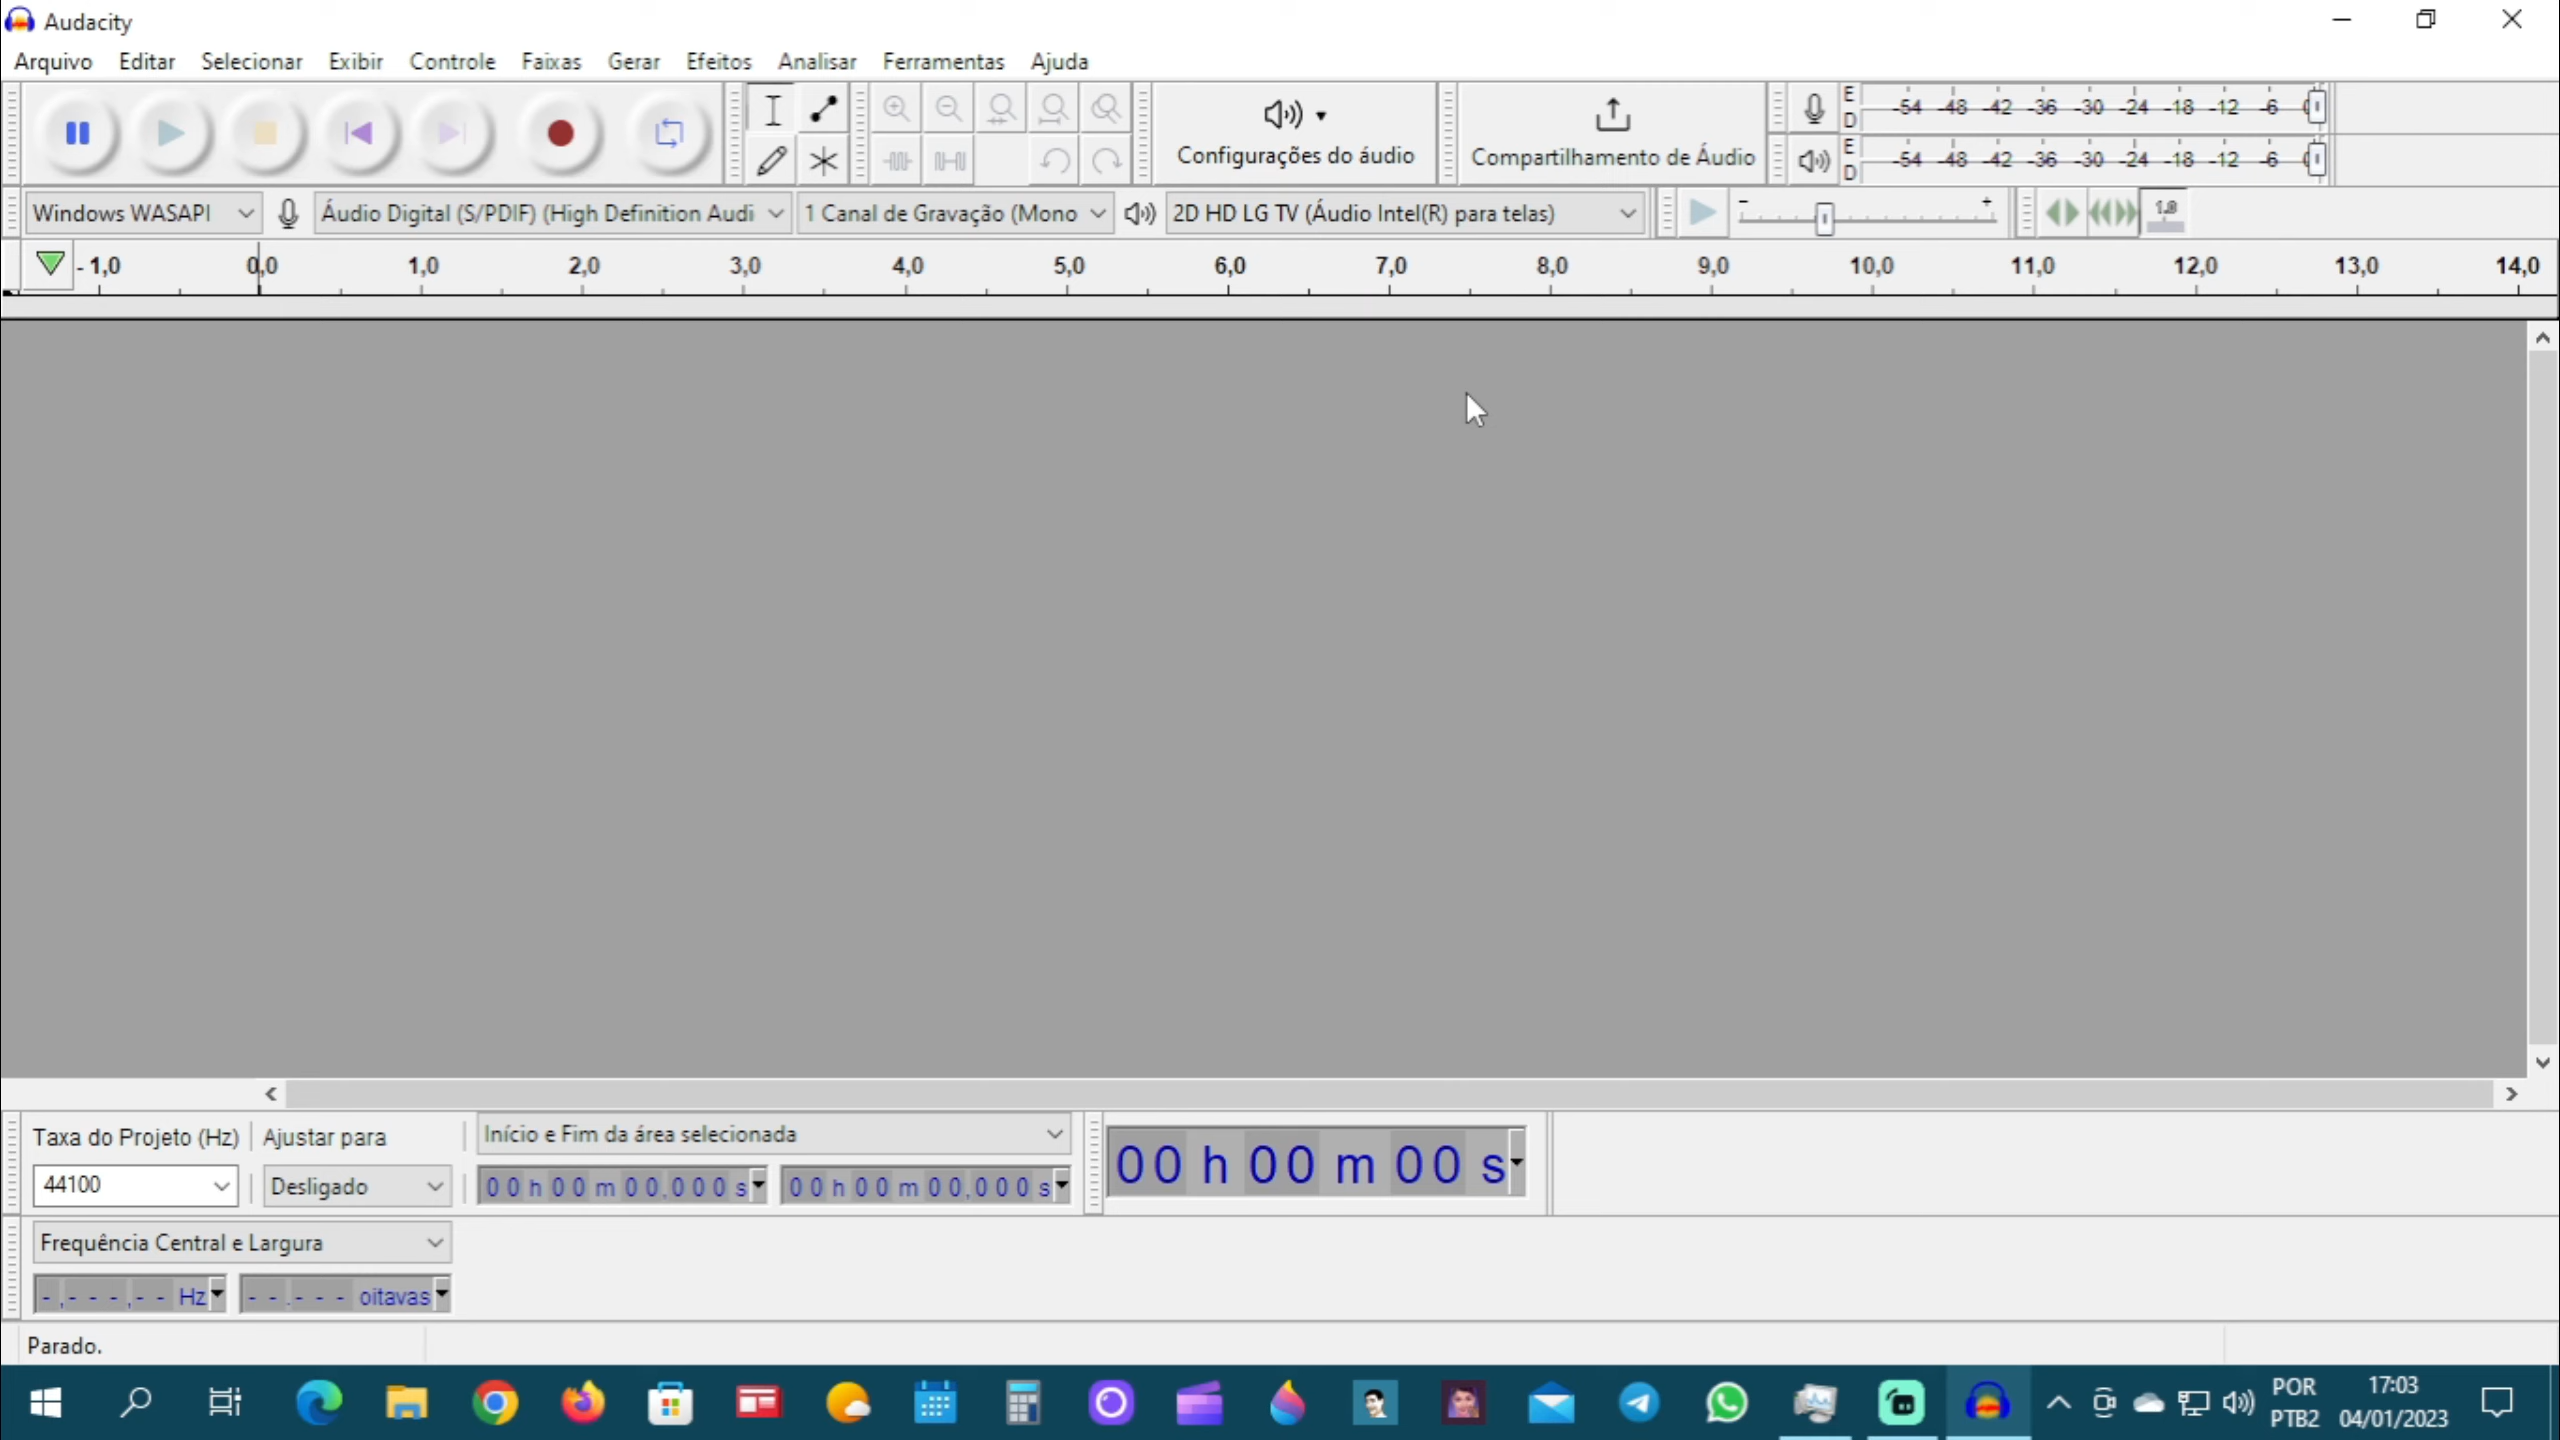 Audacity
Arquivo Editar Selecionar Exibir Controle Faixas Gerar Efeitos Analisar Ferramentas Ajuda
E -54 -48 -42 -36 -30 -24 -18 -12 -6 0
D
Configurações do áudio
Compartilhamento de Áudio
E -54 -48 -42 -36 -30 -24 -18 -12 -6 0
D
Windows WASAPI Áudio Digital (S/PDIF) (High Definition Audi 1 Canal de Gravação (Mono 2D HD LG TV (Áudio Intel(R) para telas) - + 1.0
- 1,0 0,0 1,0 2,0 3,0 4,0 5,0 6,0 7,0 8,0 9,0 10,0 11,0 12,0 13,0 14,0
Taxa do Projeto (Hz) Ajustar para Início e Fim da área selecionada
44100 Desligado 00 h 00 m 00,000 s 00 h 00 m 00,000 s 00 h 00 m 00 s
Frequência Central e Largura
-,---,-- Hz --.--- oitavas
Parado.
POR 17:03
PTB2 04/01/2023